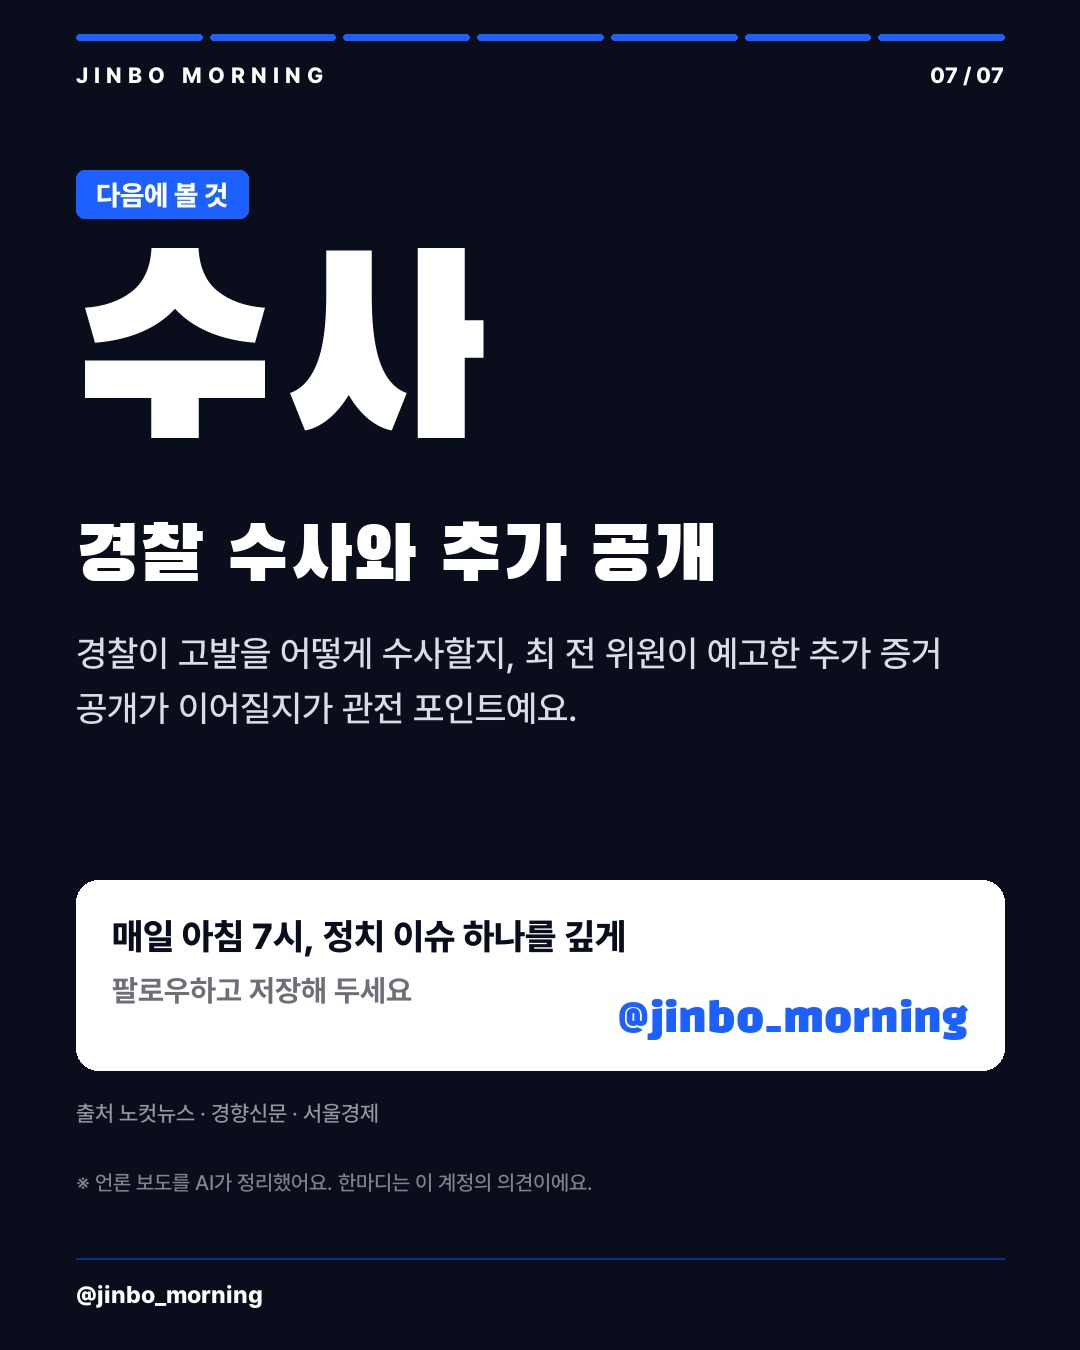 JINBO MORNING
07 / 07
다음에 볼 것
수사
경찰 수사와 추가 공개
경찰이 고발을 어떻게 수사할지, 최 전 위원이 예고한 추가 증거
공개가 이어질지가 관전 포인트예요.
매일 아침 7시, 정치 이슈 하나를 깊게
팔로우하고 저장해 두세요
@jinbo_morning
출처 노컷뉴스 · 경향신문 · 서울경제
※ 언론 보도를 AI가 정리했어요. 한마디는 이 계정의 의견이에요.
@jinbo_morning